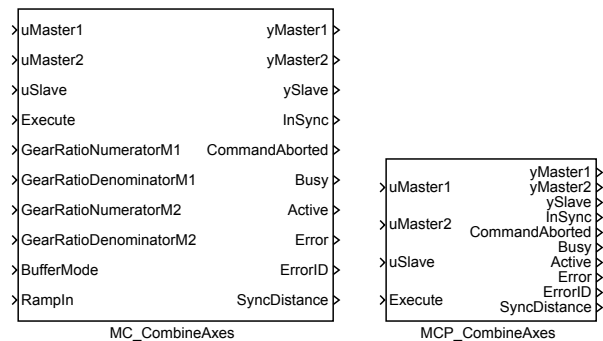 uMaster1 yMaster1
uMaster2 yMaster2
uSlave ySlave
Execute InSync
GearRatioNumeratorM1 CommandAborted
GearRatioDenominatorM1 Busy
GearRatioNumeratorM2 Active
GearRatioDenominatorM2 Error
BufferMode ErrorID
RampIn SyncDistance
MC_CombineAxes
yMaster1
uMaster1 yMaster2
ySlave
uMaster2 InSync
CommandAborted
Busy
uSlave Active
Error
Execute ErrorID
SyncDistance
MCP_CombineAxes